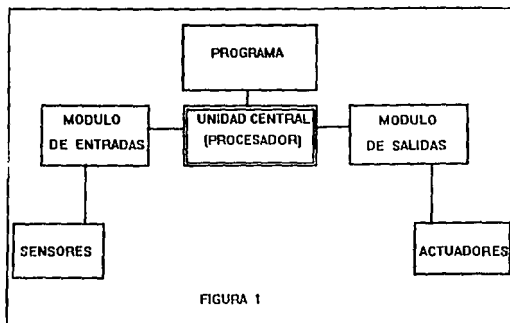 PROGRAMA
MODULO
DE ENTRADAS
UNIDAD CENTRAL
(PROCESADOR)
MODULO
DE SALIDAS
SENSORES
ACTUADORES
FIGURA 1